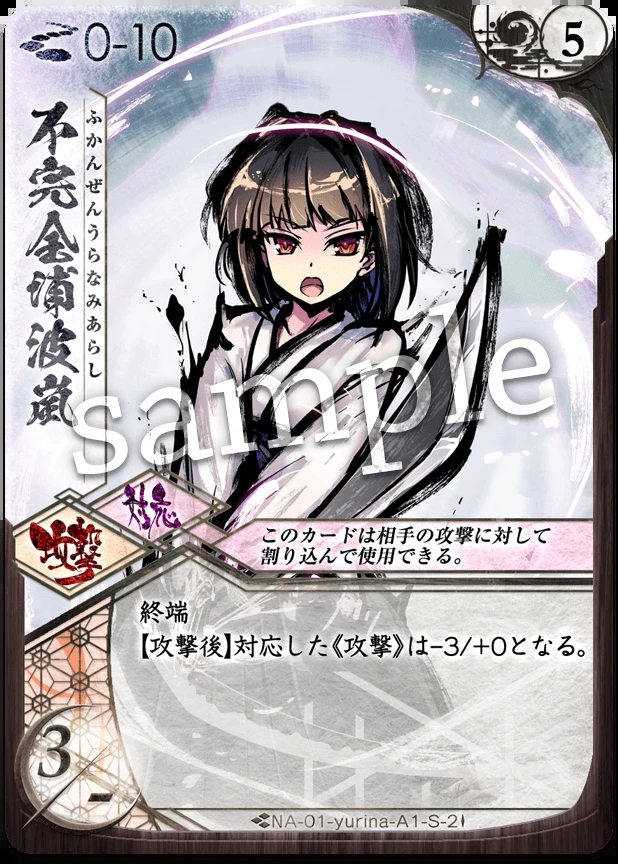 0-10
5
不完全浦波嵐
ふかんぜんうらなみあらし
sample
攻撃
対応
このカードは相手の攻撃に対して
割り込んで使用できる。
終端
【攻撃後】対応した《攻撃》は-3/+0となる。
3/-
NA-01-yurina-A1-S-2